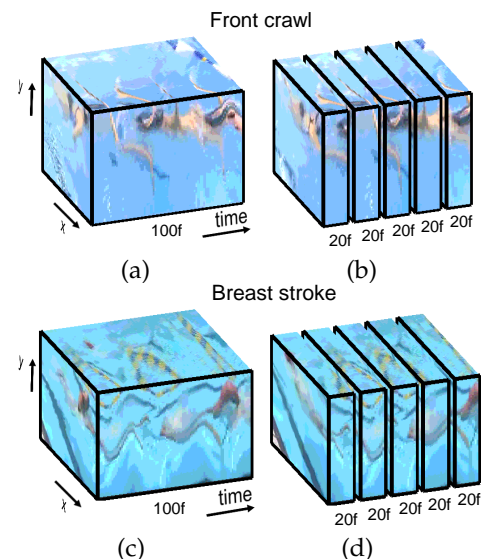 Front crawl
y
x
100f
time
20f 20f 20f 20f 20f
(a)
(b)
Breast stroke
y
x
100f
time
20f 20f 20f 20f 20f
(c)
(d)